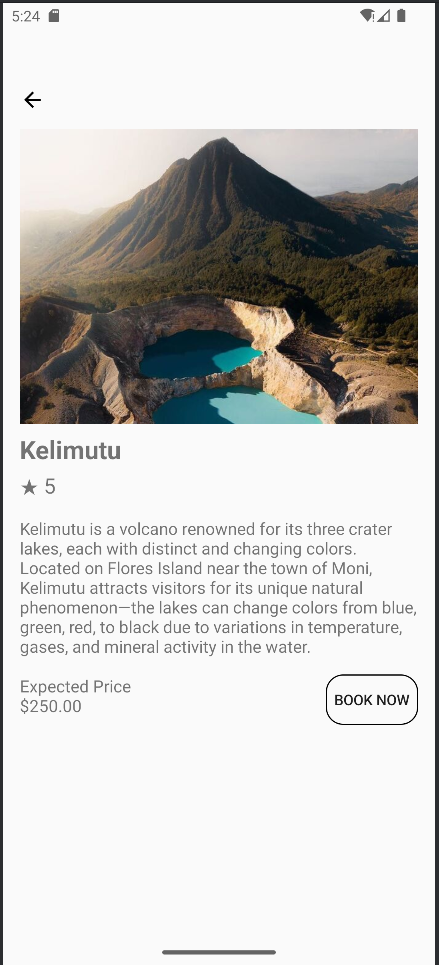 5:24
Kelimutu
★ 5
Kelimutu is a volcano renowned for its three crater
lakes, each with distinct and changing colors.
Located on Flores Island near the town of Moni,
Kelimutu attracts visitors for its unique natural
phenomenon—the lakes can change colors from blue,
green, red, to black due to variations in temperature,
gases, and mineral activity in the water.
Expected Price
$250.00
BOOK NOW